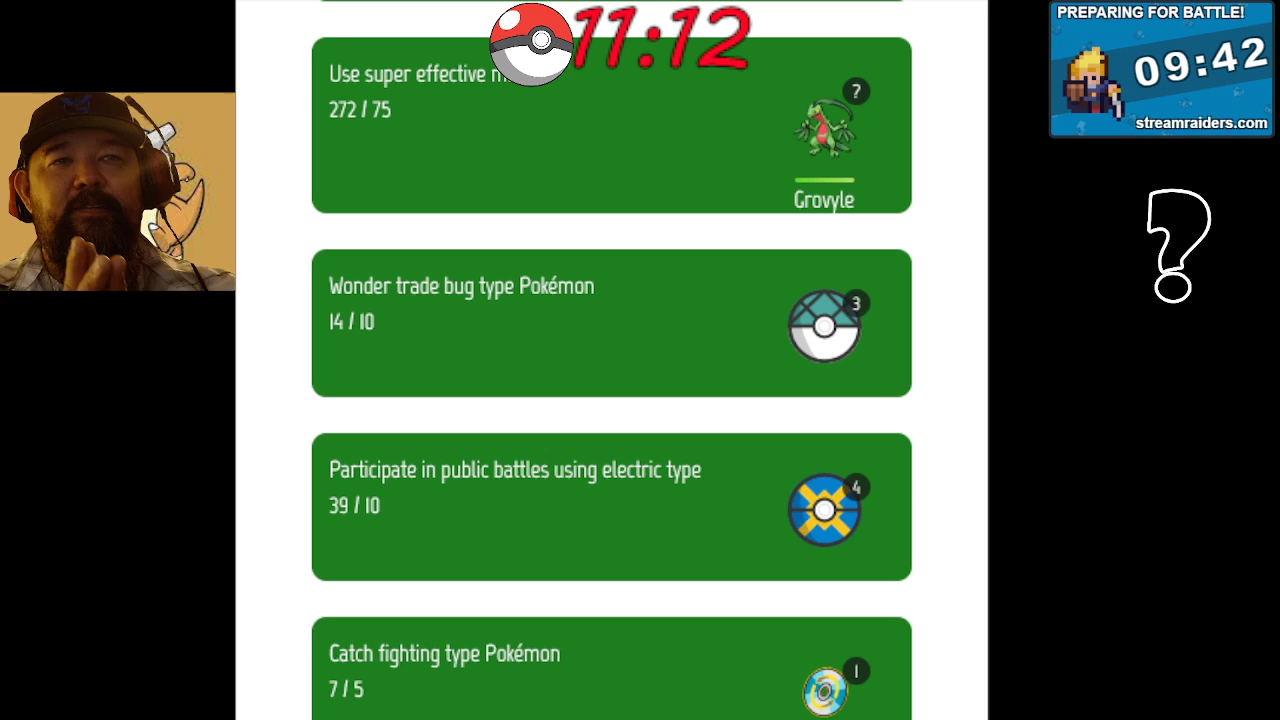 11:12
PREPARING FOR BATTLE!
09:42
streamraiders.com
Use super effective
272 / 75
?
Grovyle
Wonder trade bug type Pokémon
14 / 10
3
Participate in public battles using electric type
39 / 10
4
Catch fighting type Pokémon
7 / 5
1
?